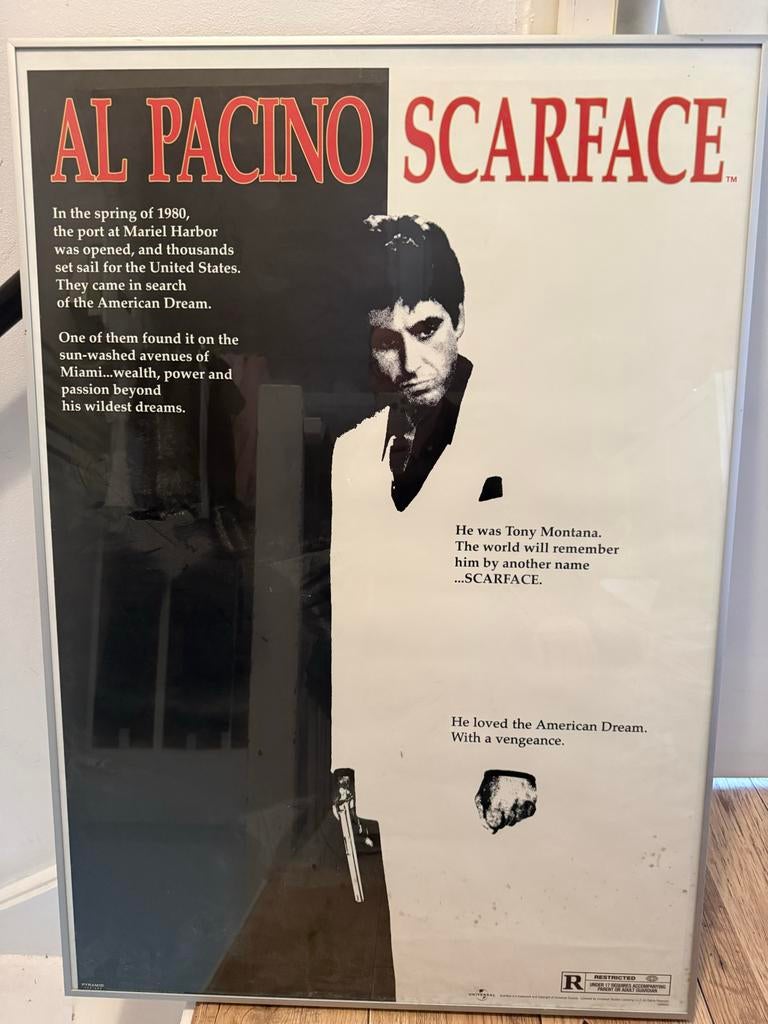 AL PACINO SCARFACE™
In the spring of 1980,
the port at Mariel Harbor
was opened, and thousands
set sail for the United States.
They came in search
of the American Dream.
One of them found it on the
sun-washed avenues of
Miami...wealth, power and
passion beyond
his wildest dreams.
He was Tony Montana.
The world will remember
him by another name
...SCARFACE.
He loved the American Dream.
With a vengeance.
PYRAMID
UNIVERSAL
R RESTRICTED
UNDER 17 REQUIRES ACCOMPANYING
PARENT OR ADULT GUARDIAN